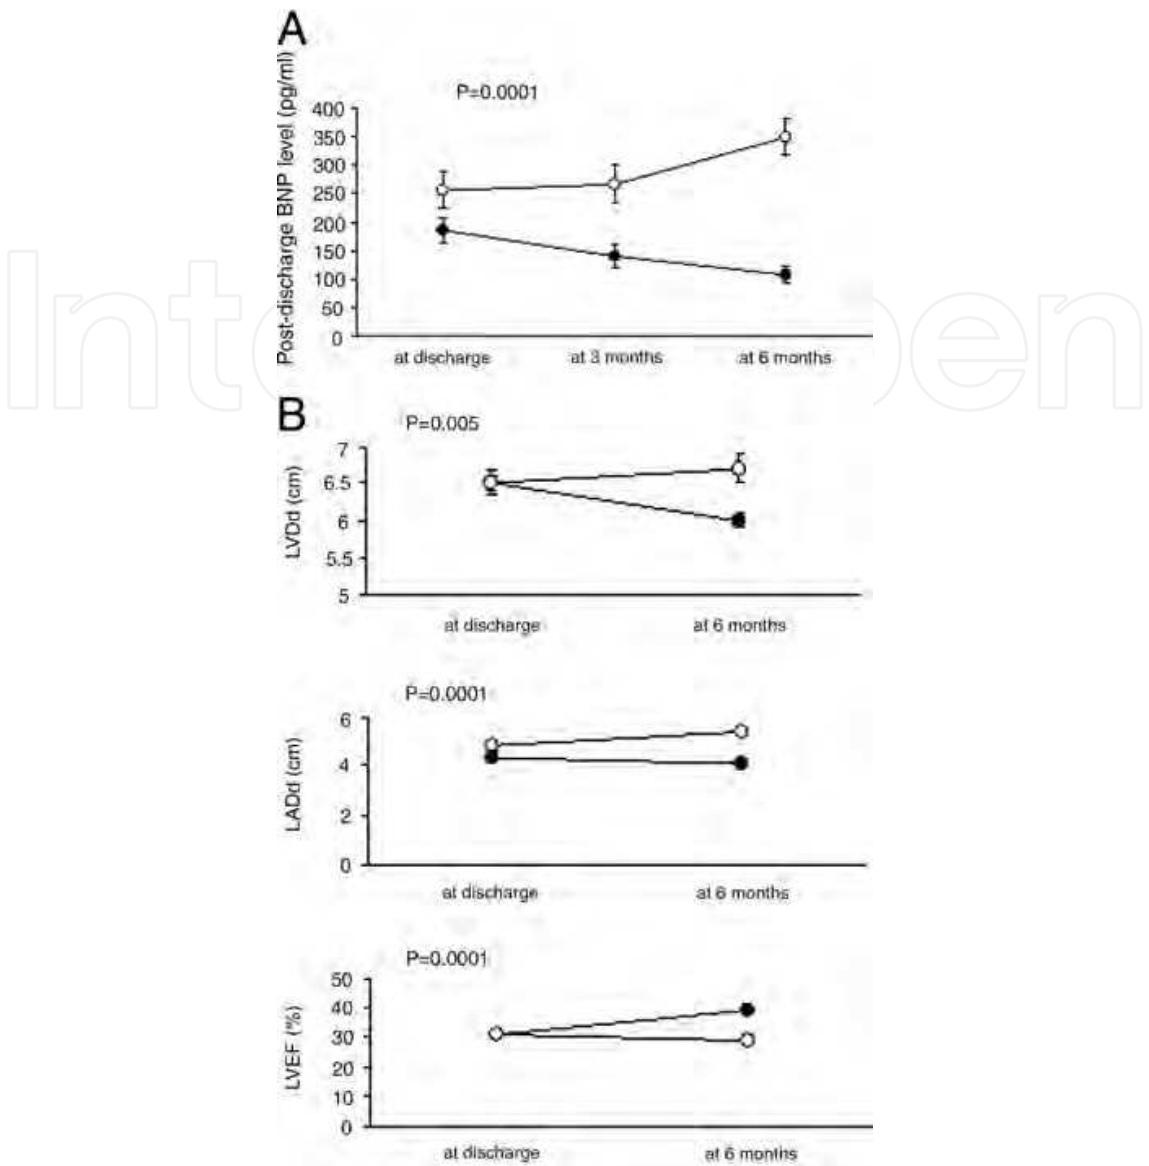 A
Post-discharge BNP level (pg/ml)
P=0.0001
400
350
300
250
200
150
100
50
0
at discharge
at 3 months
at 6 months
B
P=0.005
LVDd (cm)
7
6.5
6
5.5
5
at discharge
at 6 months
P=0.0001
LADd (cm)
6
4
2
0
at discharge
at 6 months
P=0.0001
LVEF (%)
50
40
30
20
10
0
at discharge
at 6 months